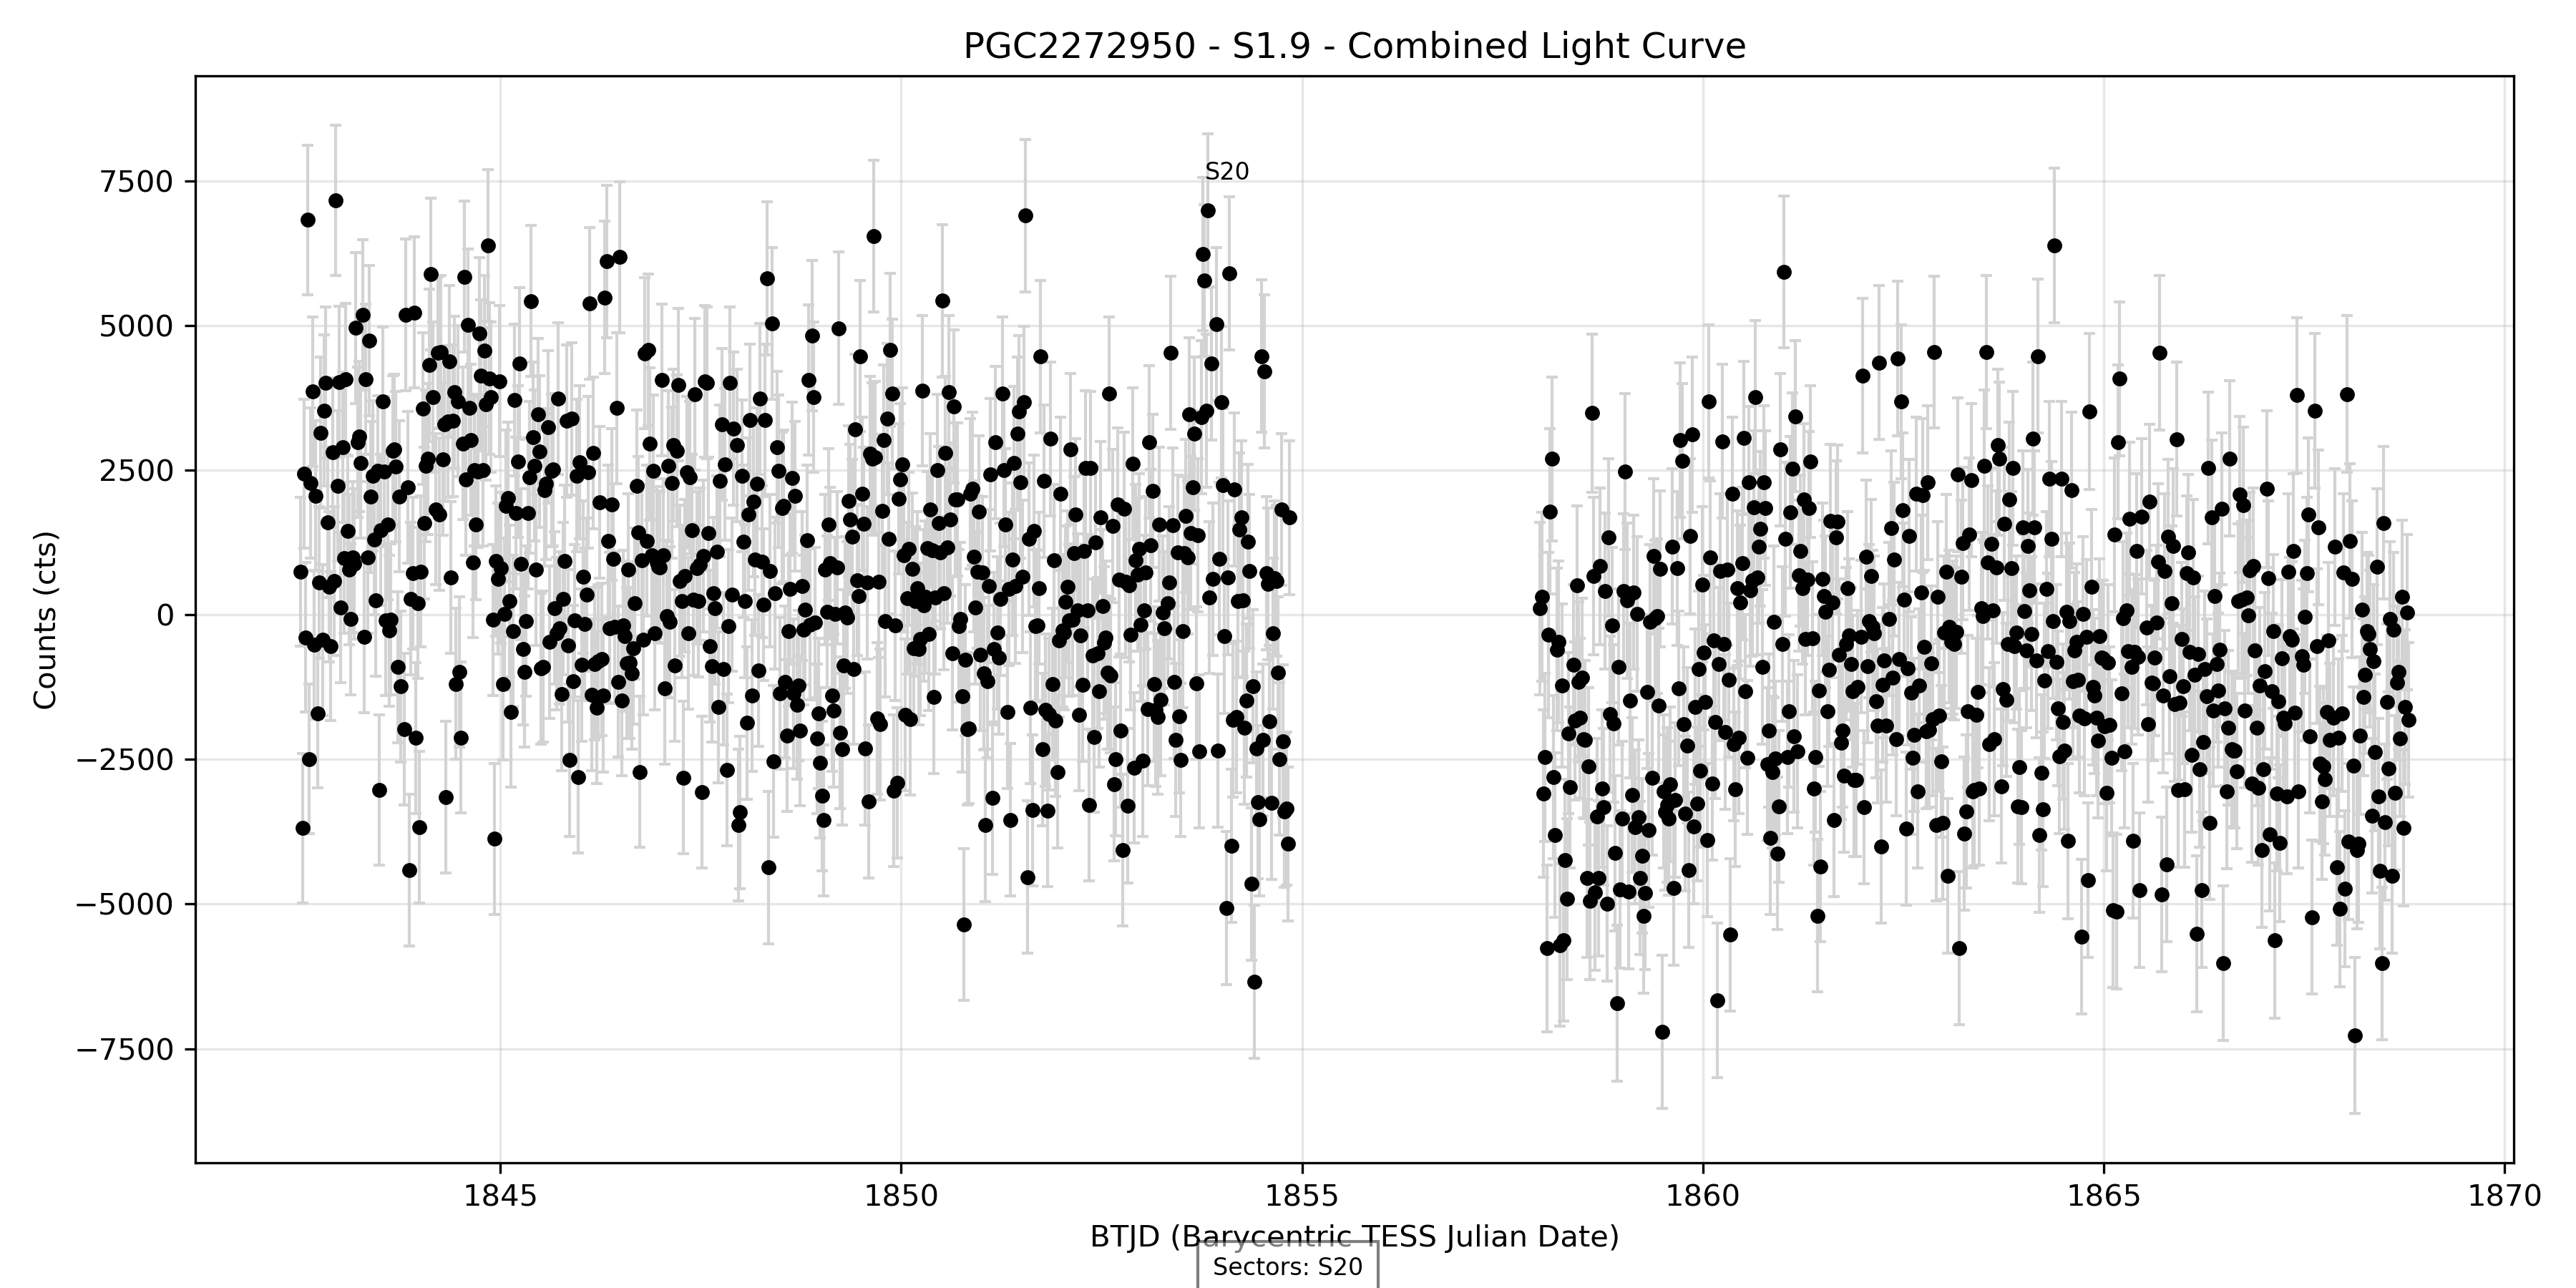 PGC2272950 - S1.9 - Combined Light Curve
S20
7500
5000
2500
0
−2500
−5000
−7500
Counts (cts)
1845
1850
1855
1860
1865
1870
BTJD (Barycentric TESS Julian Date)
Sectors: S20